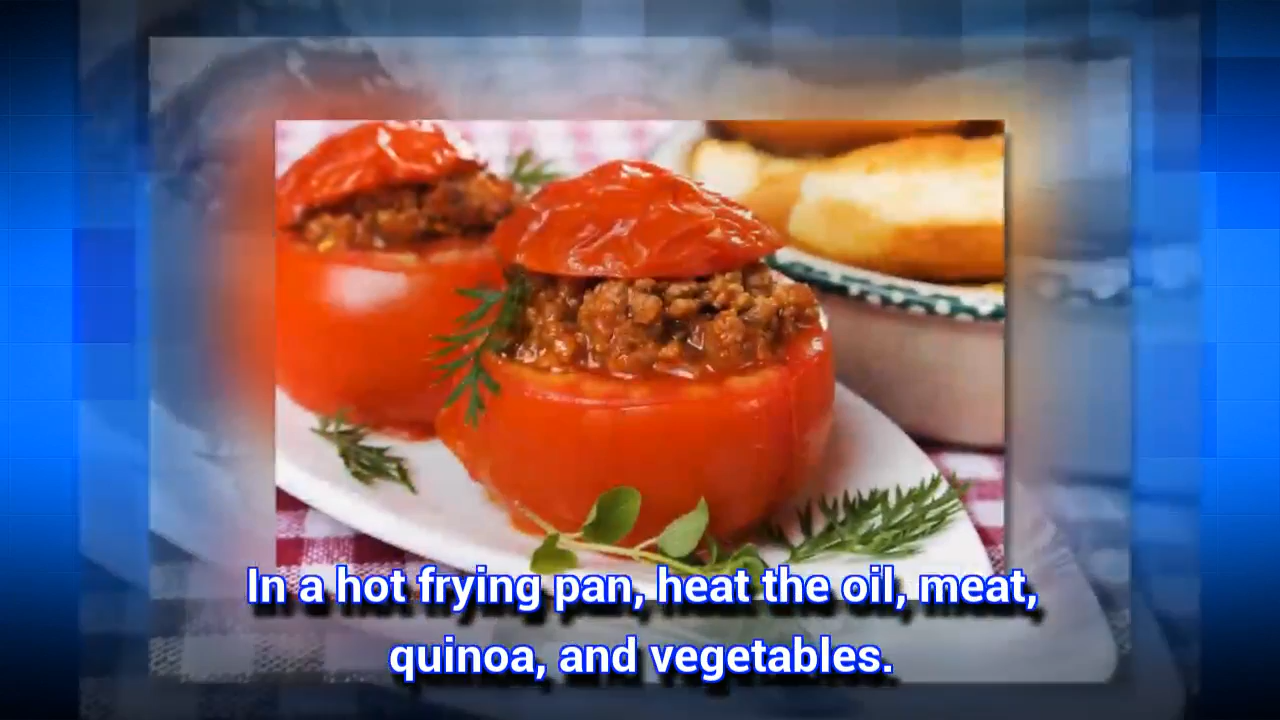 In a hot frying pan, heat the oil, meat,
quinoa, and vegetables.